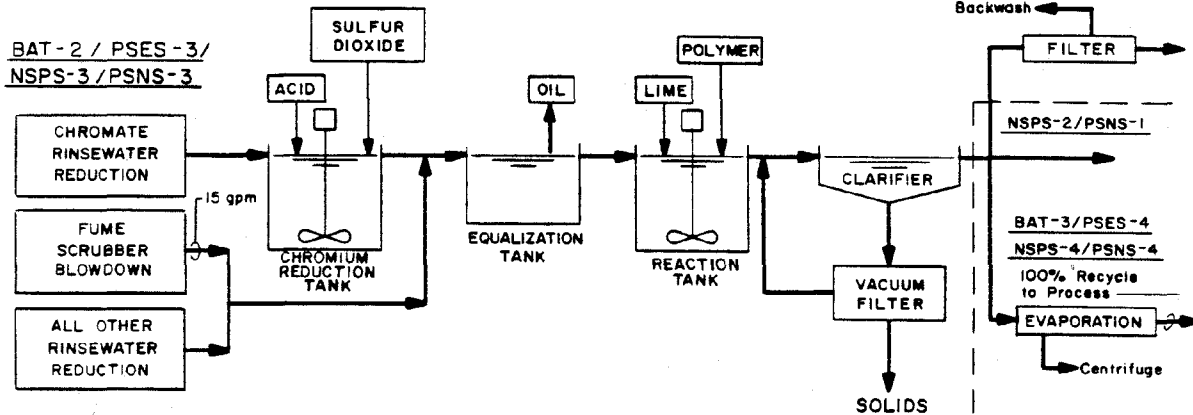 BAT-2 / PSES-3/
NSPS-3/PSNS-3
SULFUR
DIOXIDE
ACID
CHROMATE
RINSEWATER
REDUCTION
15 gpm
FUME
SCRUBBER
BLOWDOWN
ALL OTHER
RINSEWATER
REDUCTION
CHROMIUM
REDUCTION
TANK
OIL
EQUALIZATION
TANK
POLYMER
LIME
REACTION
TANK
CLARIFIER
VACUUM
FILTER
SOLIDS
Backwash
FILTER
NSPS-2/PSNS-1
BAT-3/PSES-4
NSPS-4/PSNS-4
100% Recycle
to Process
EVAPORATION
Centrifuge